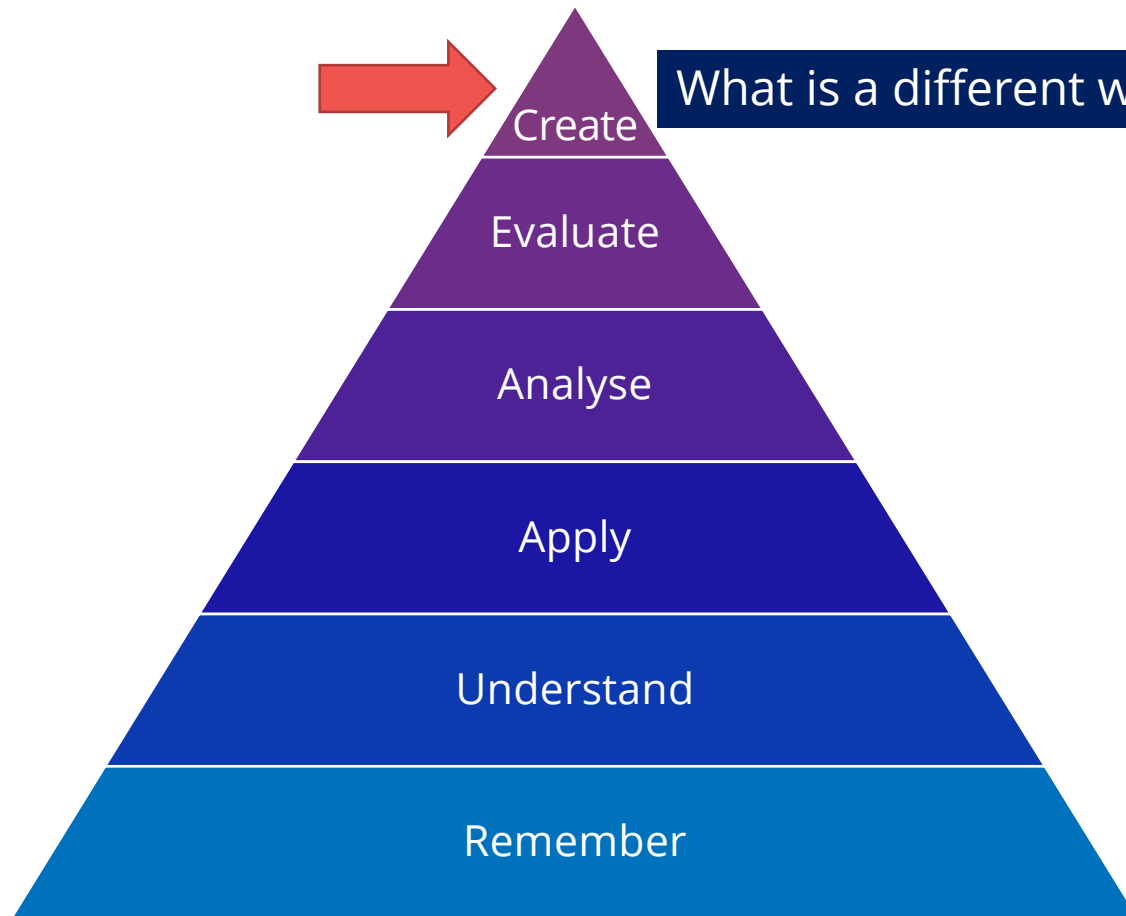 What is a different
Create
Evaluate
Analyse
Apply
Understand
Remember